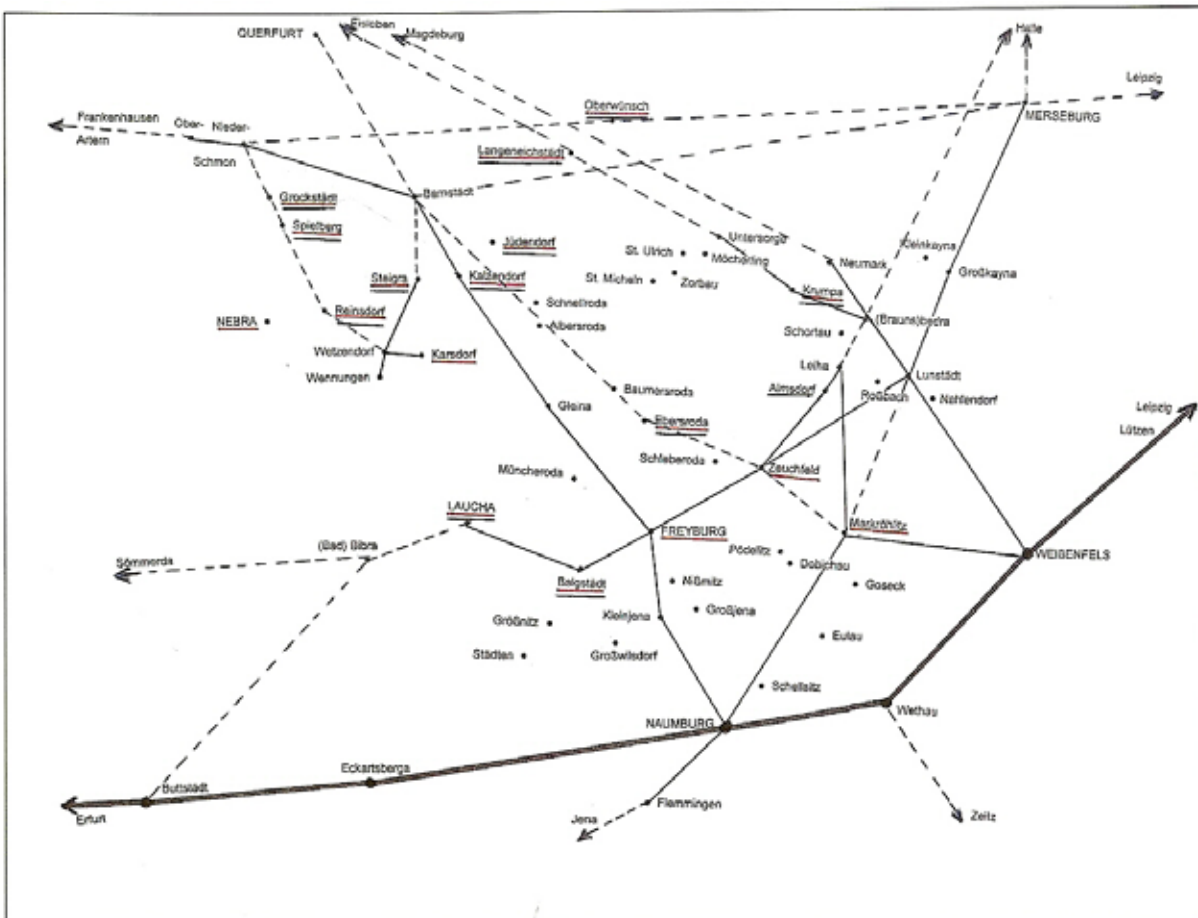 QUERFURT
Eisleben
Magdeburg
Halle
Leipzig
Oberwünsch
MERSEBURG
Frankenhausen
Artern
Ober-
Nieder-
Schmon
Langeneichstädt
Barnstädt
Grockstädt
Spielberg
Jüdendorf
St. Ulrich
Untersorge
Möcherling
Kleinkayna
Neumark
Großkayna
Steigra
Kalzendorf
St. Micheln
Zorbau
Krumpa
Reinsdorf
NEBRA
Schnellroda
Albersroda
Schortau
(Brauns)bedra
Wetzendorf
Karsdorf
Wennungen
Leiha
Lunstädt
Almsdorf
Roßbach
Nahlendorf
Baumersroda
Gleina
Ebersroda
Leipzig
Lützen
Schleberoda
Zeuchfeld
Müncheroda
LAUCHA
FREYBURG
Markröhlitz
(Bad) Bibra
Sömmerda
Pödelitz
Dobichau
WEIßENFELS
Balgstädt
Nißmitz
Goseck
Größnitz
Kleinjena
Großjena
Eulau
Städten
Großwilsdorf
Schellsitz
NAUMBURG
Wethau
Eckartsberga
Buttstädt
Erfurt
Flemmingen
Jena
Zeitz